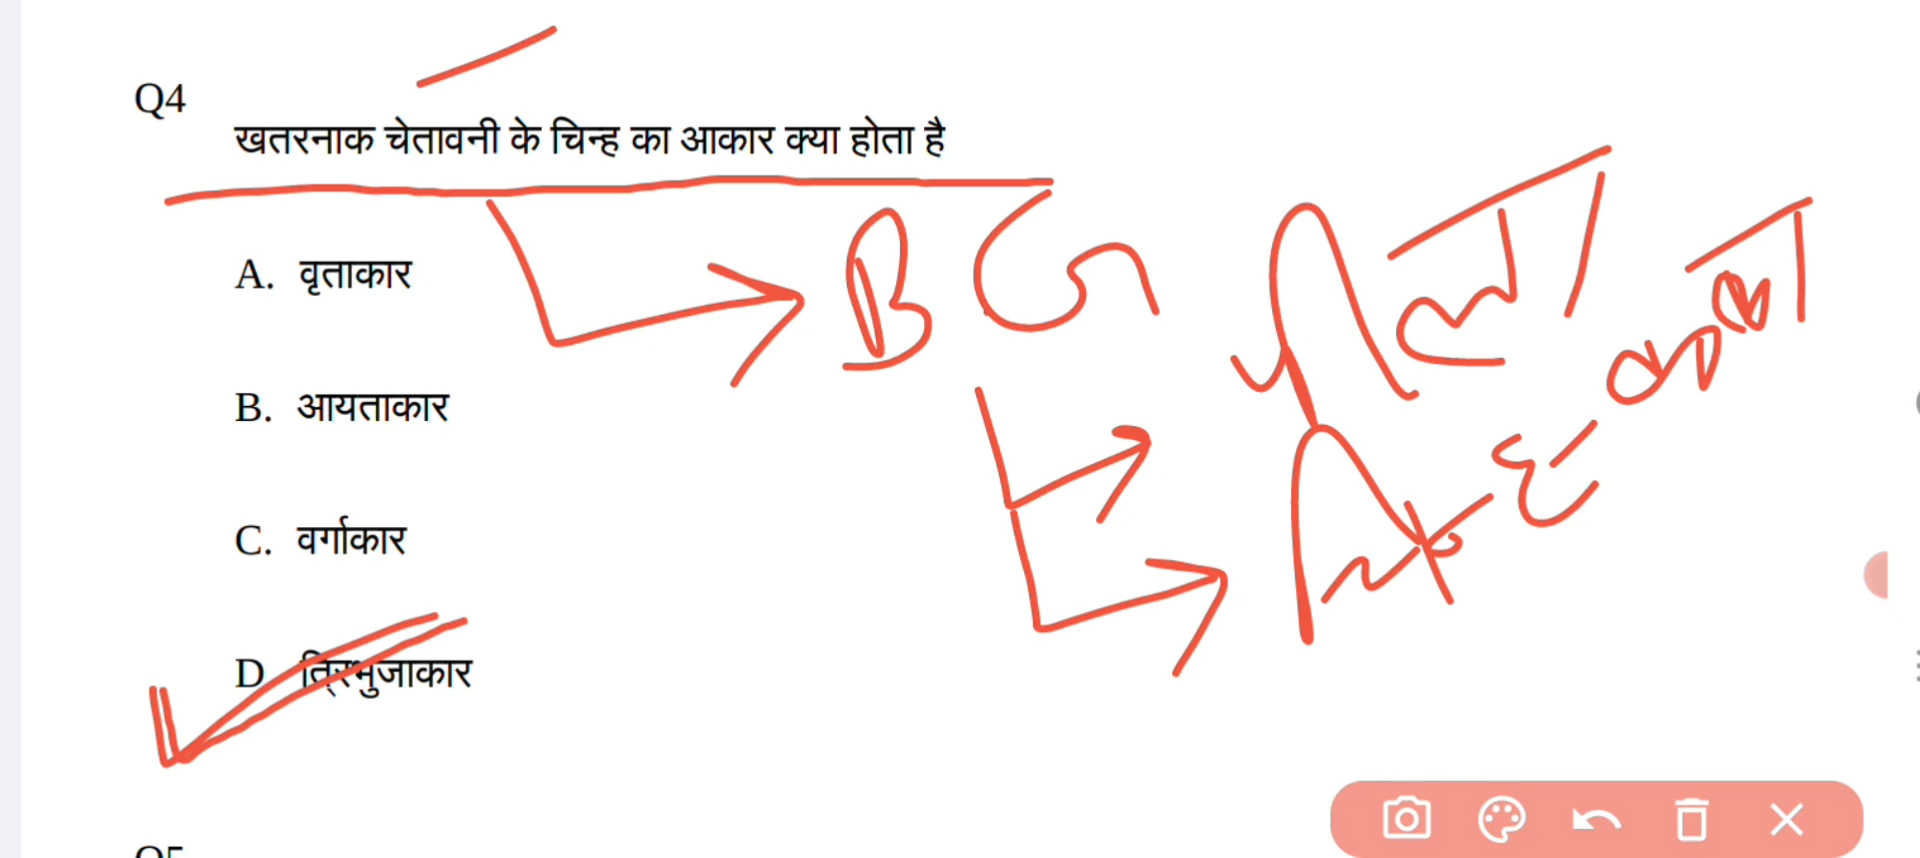 Q4
खतरनाक चेतावनी के चिन्ह का आकार क्या होता है
A. वृताकार
B. आयताकार
C. वर्गाकार
D त्रिभुजाकार
BG
पीला
चिन्ह काला